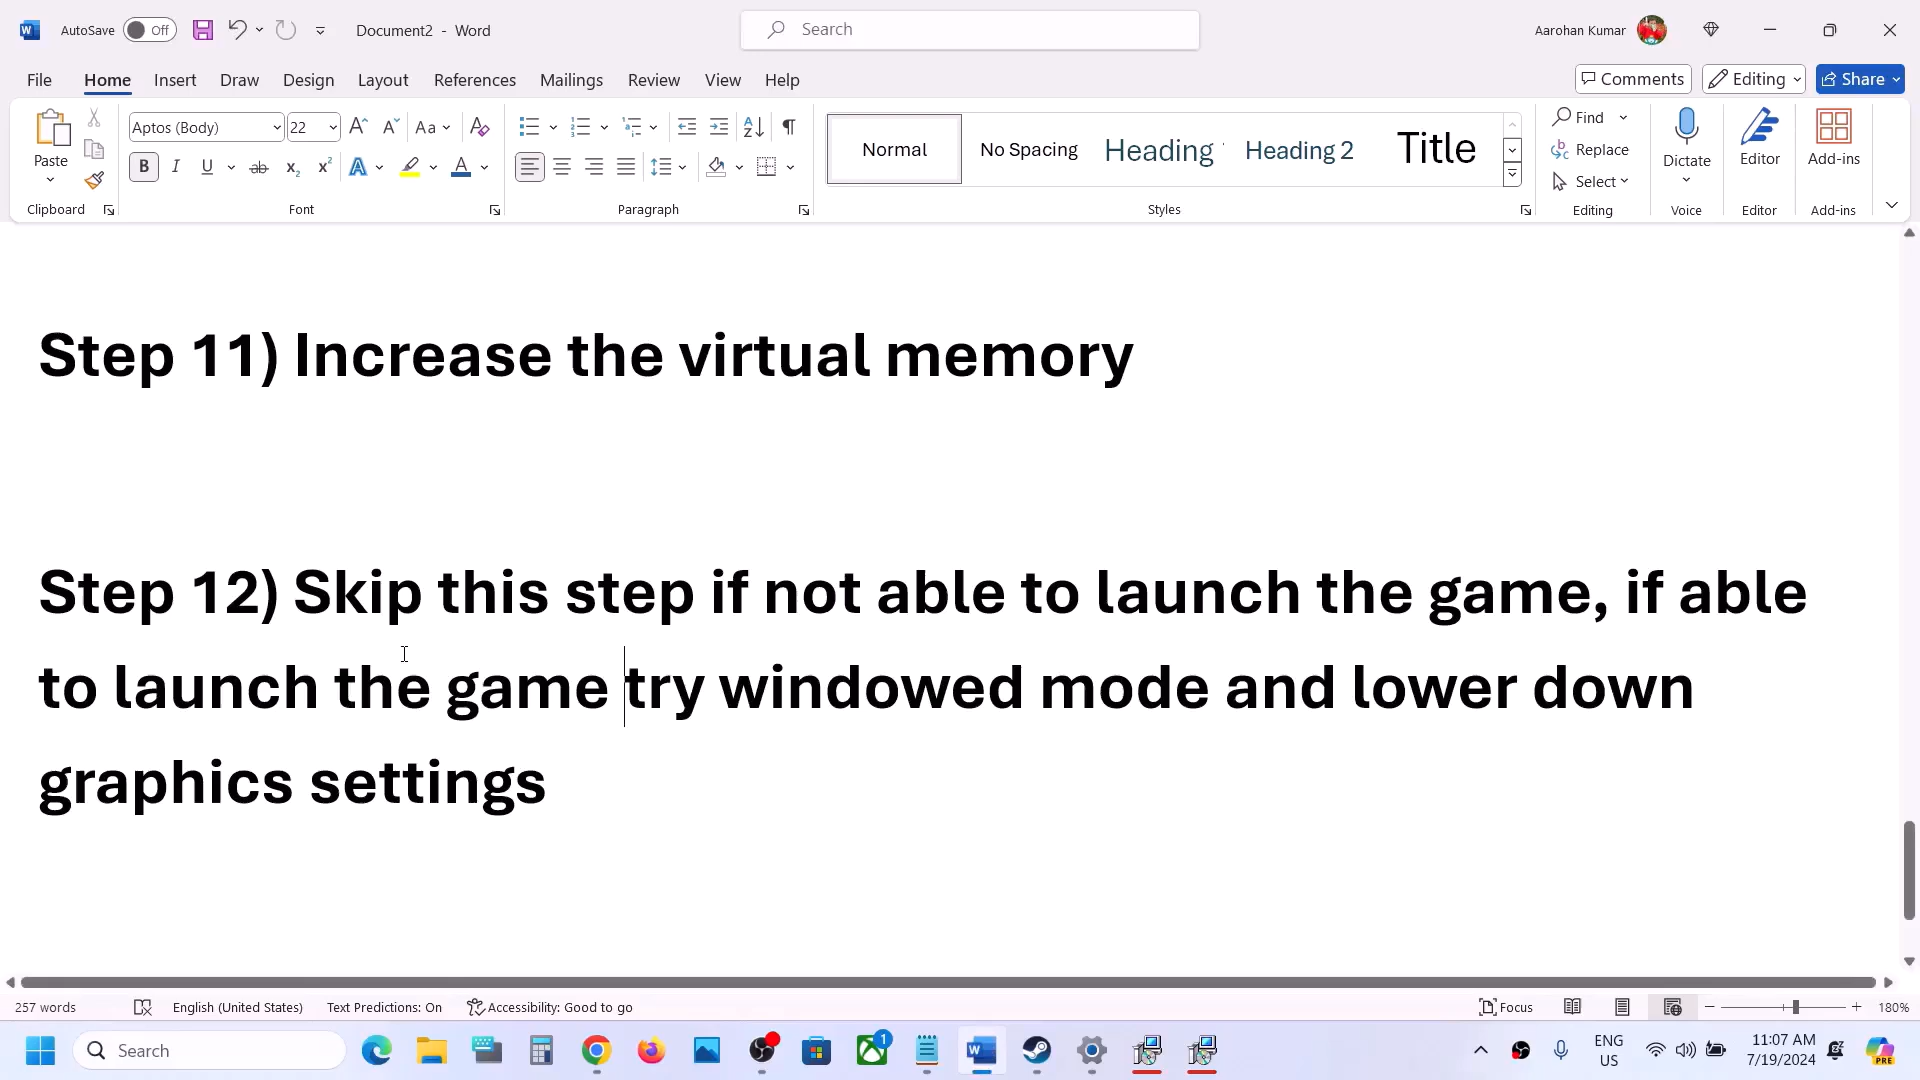 AutoSave Off Document2 - Word Search Aarohan Kumar
File Home Insert Draw Design Layout References Mailings Review View Help Comments Editing Share
Paste Aptos (Body) 22 Aa Normal No Spacing Heading Heading 2 Title Find Replace Select Dictate Editor Add-ins
Clipboard Font Paragraph Styles Editing Voice Editor Add-ins
Step 11) Increase the virtual memory
Step 12) Skip this step if not able to launch the game, if able
to launch the game try windowed mode and lower down
graphics settings
257 words English (United States) Text Predictions: On Accessibility: Good to go Focus 180%
Search 1 ENG US 11:07 AM 7/19/2024 PRE